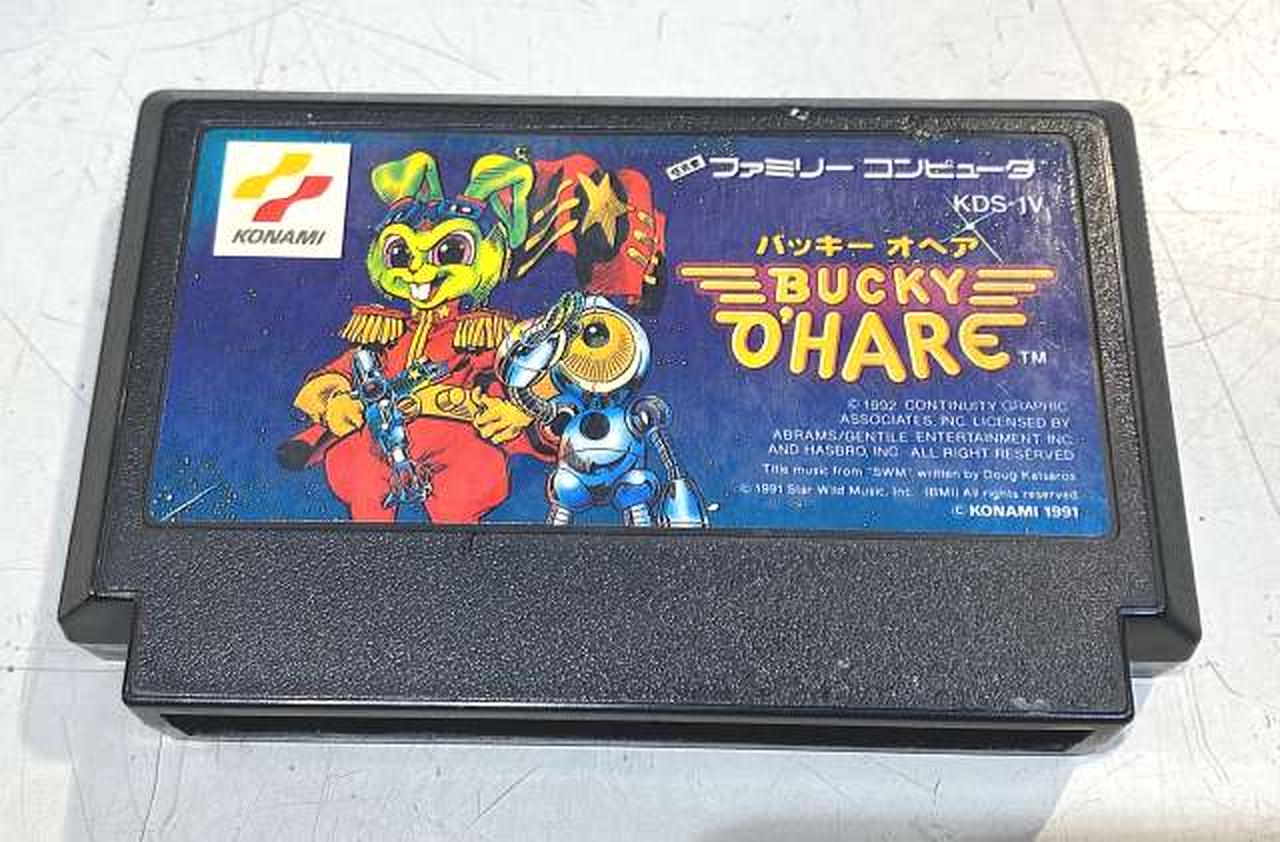 KONAMI
ファミリー コンピュータ
KDS-IV
バッキー オヘア
BUCKY
O'HARE TM
© 1992 CONTINUITY GRAPHIC
ASSOCIATES, INC. LICENSED BY
ABRAMS/GENTILE ENTERTAINMENT INC.
AND HASBRO, INC. ALL RIGHT RESERVED
Title music from "SWM" written by Doug Katsaros
© 1991 Star Wild Music, Inc. (BMI) All rights reserved
© KONAMI 1991